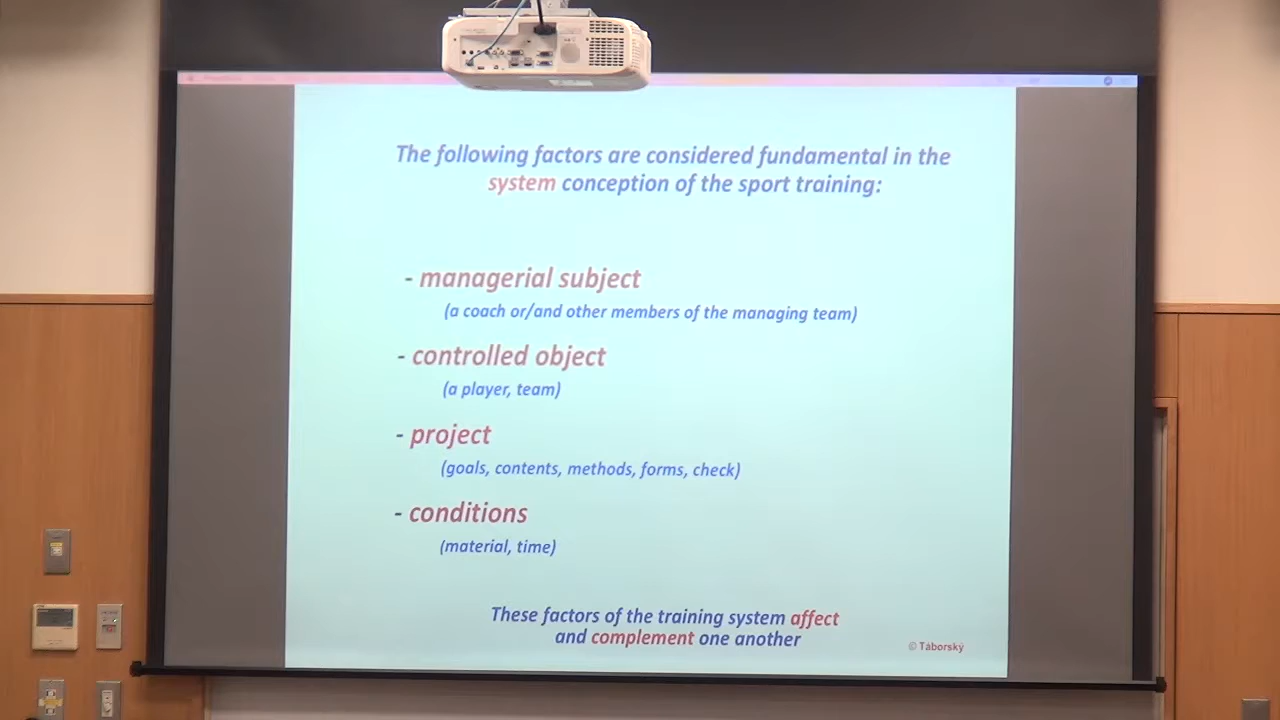 The following factors are considered fundamental in the
system conception of the sport training:
- managerial subject
(a coach or/and other members of the managing team)
- controlled object
(a player, team)
- project
(goals, contents, methods, forms, check)
- conditions
(material, time)
These factors of the training system affect
and complement one another
© Táborský